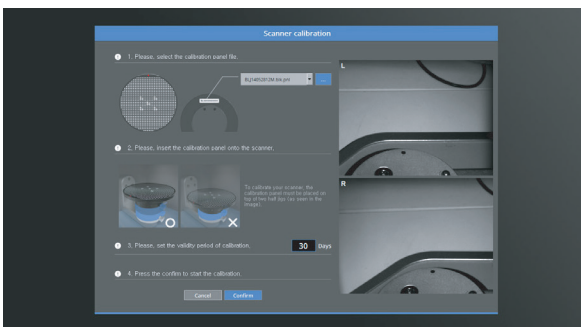 Scanner calibration
1. Please, select the calibration panel file.
...
2. Please, insert the calibration panel onto the scanner.
To calibrate your scanner, the
calibration panel must be placed on
top of two half disc (as seen in the
image).
O X
3. Please, set the validity period of calibration. 30 Days
4. Press the confirm to start the calibration.
Cancel Confirm
L
R